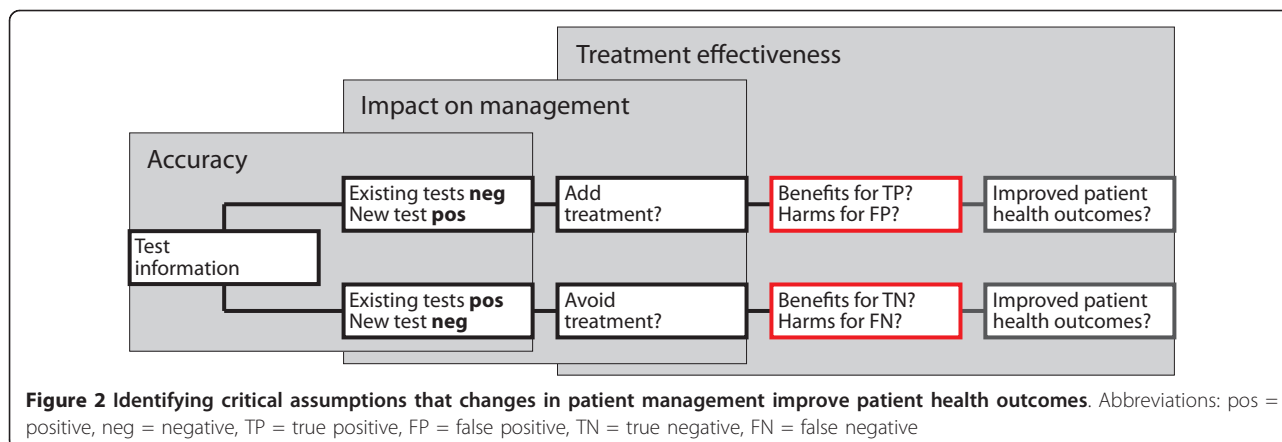 Treatment effectiveness
Impact on management
Accuracy
Existing tests neg
New test pos
Add
treatment?
Benefits for TP?
Harms for FP?
Improved patient
health outcomes?
Test
information
Existing tests pos
New test neg
Avoid
treatment?
Benefits for TN?
Harms for FN?
Improved patient
health outcomes?
Figure 2 Identifying critical assumptions that changes in patient management improve patient health outcomes. Abbreviations: pos =
positive, neg = negative, TP = true positive, FP = false positive, TN = true negative, FN = false negative